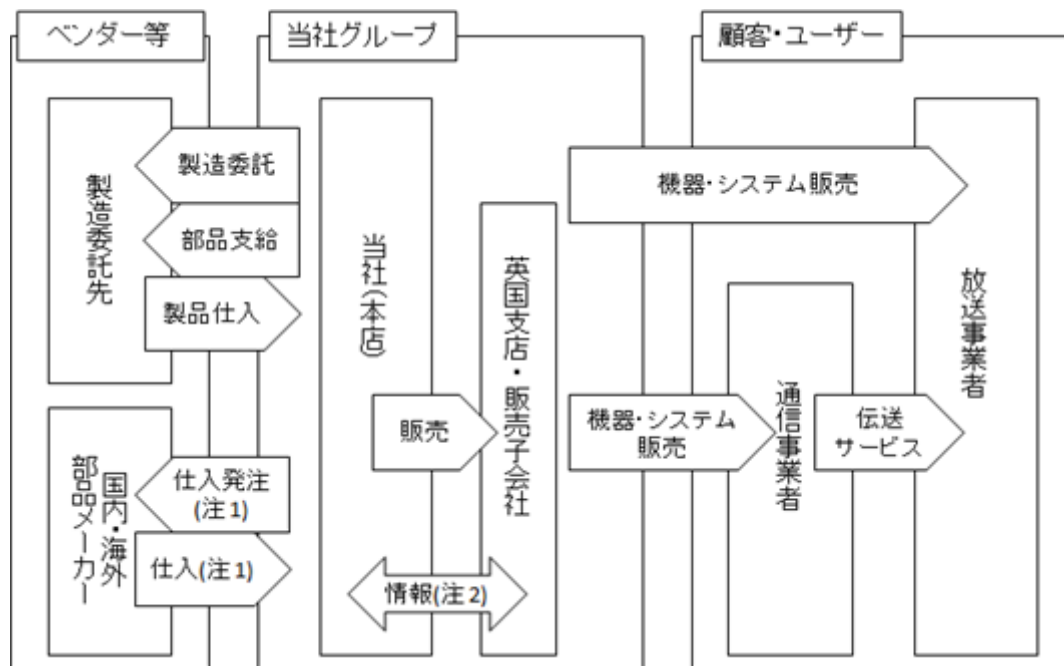 ベンダー等
当社グループ
顧客・ユーザー
製造委託先
製造委託
部品支給
製品仕入
国内・海外
部品メーカー
仕入発注
(注1)
仕入(注1)
当社(本店)
販売
情報(注2)
英国支店・販売子会社
機器・システム販売
機器・システム
販売
通信事業者
伝送
サービス
放送事業者